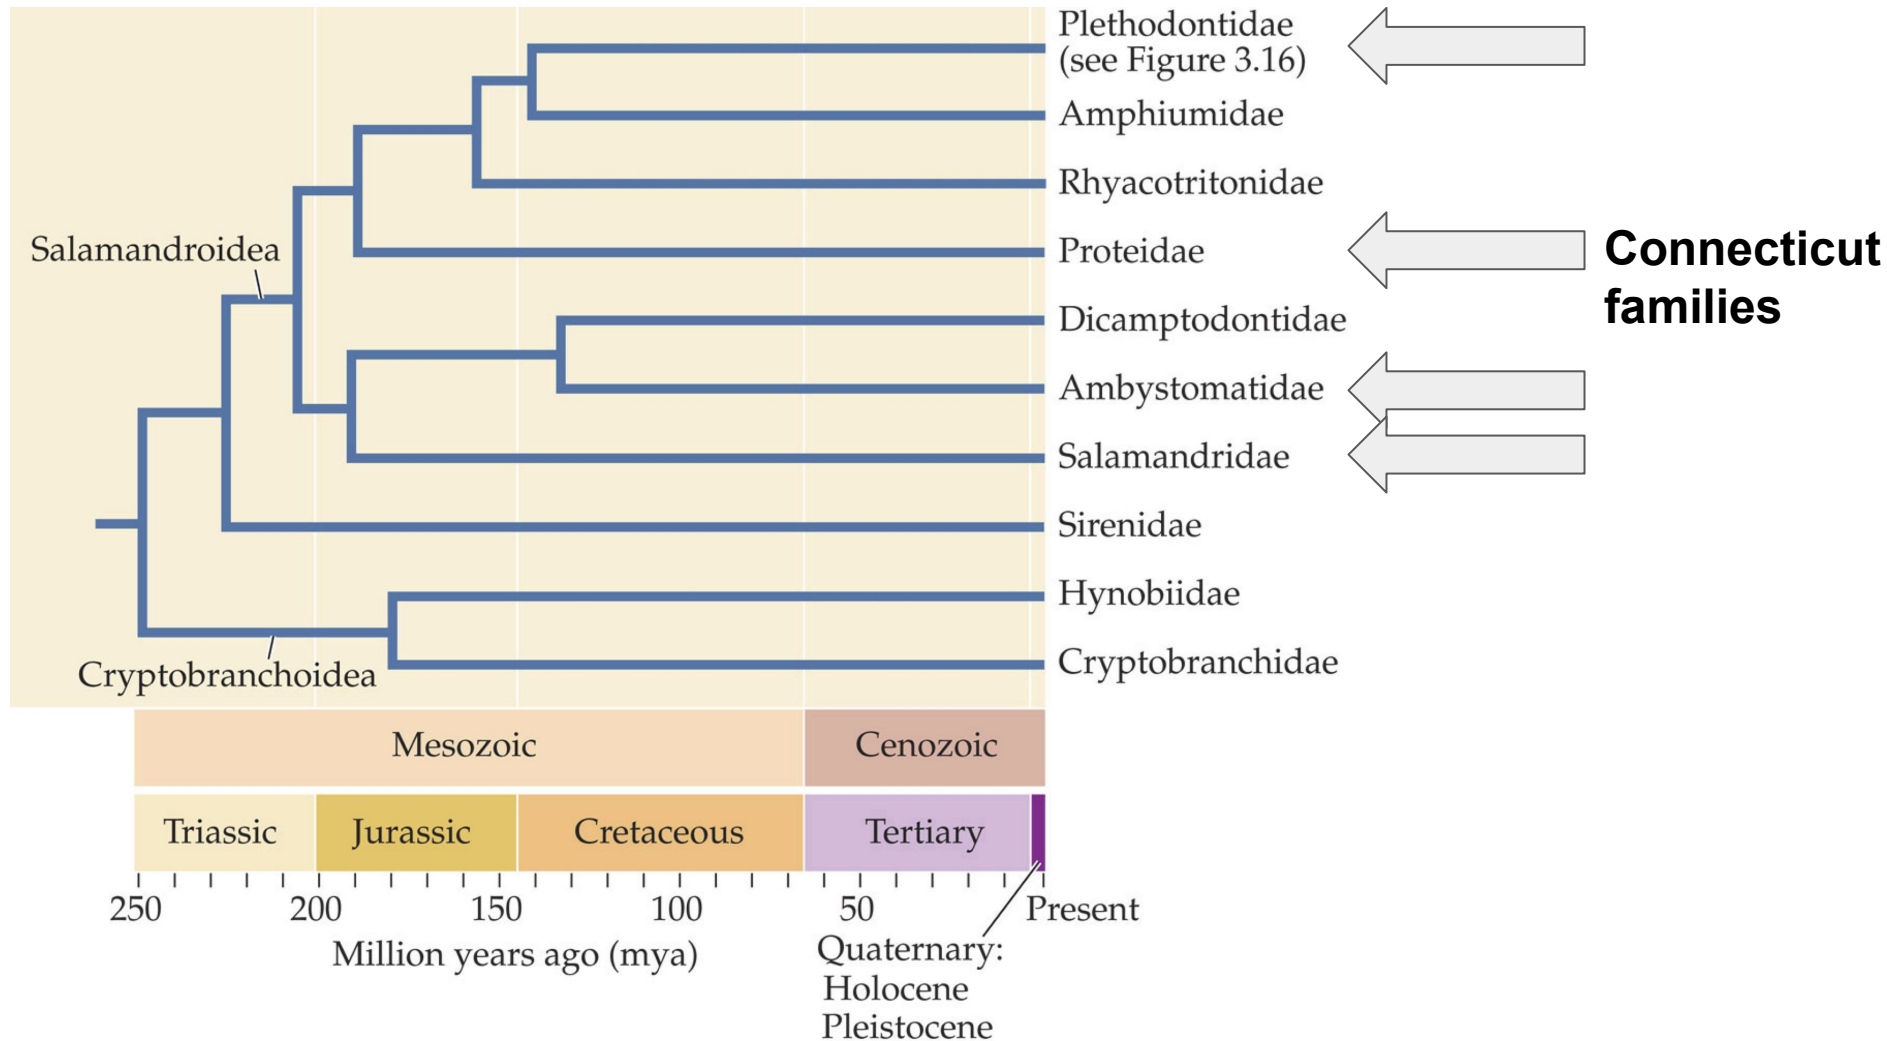 Plethodontidae
(see Figure 3.16)
Amphiumidae
Rhyacotritonidae
Salamandroidea
Proteidae
Connecticut
families
Dicamptodontidae
Ambystomatidae
Salamandridae
Sirenidae
Hynobiidae
Cryptobranchidae
Cryptobranchoidea
Mesozoic
Cenozoic
Triassic
Jurassic
Cretaceous
Tertiary
250
200
150
100
50
Present
Million years ago (mya)
Quaternary:
Holocene
Pleistocene